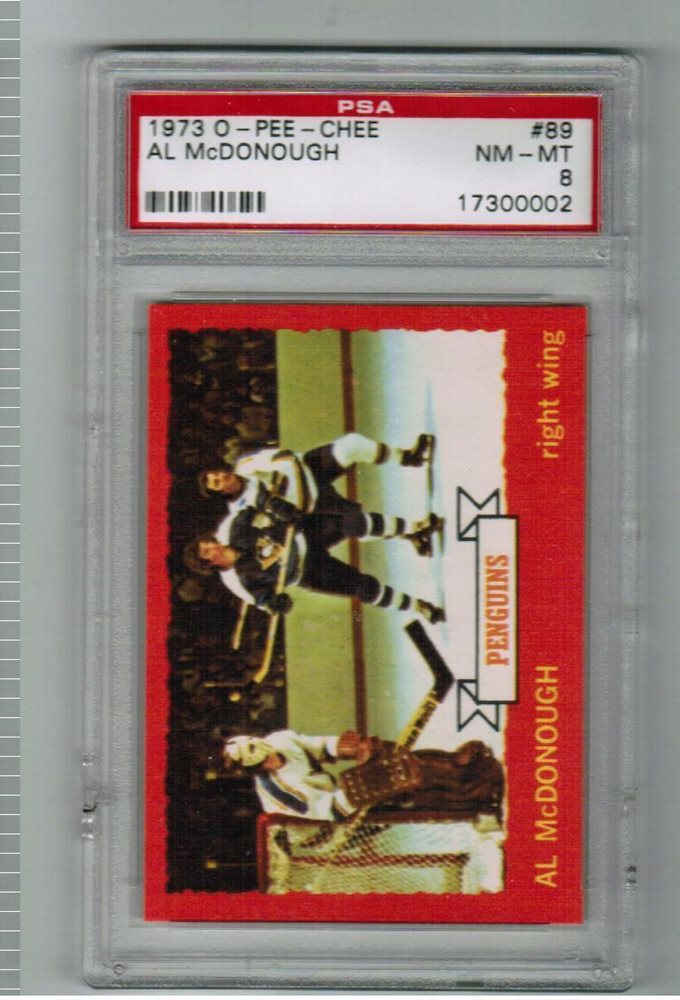 PSA
1973 O-PEE-CHEE #89
AL McDONOUGH NM-MT
8
17300002
right wing
PENGUINS
AL McDONOUGH